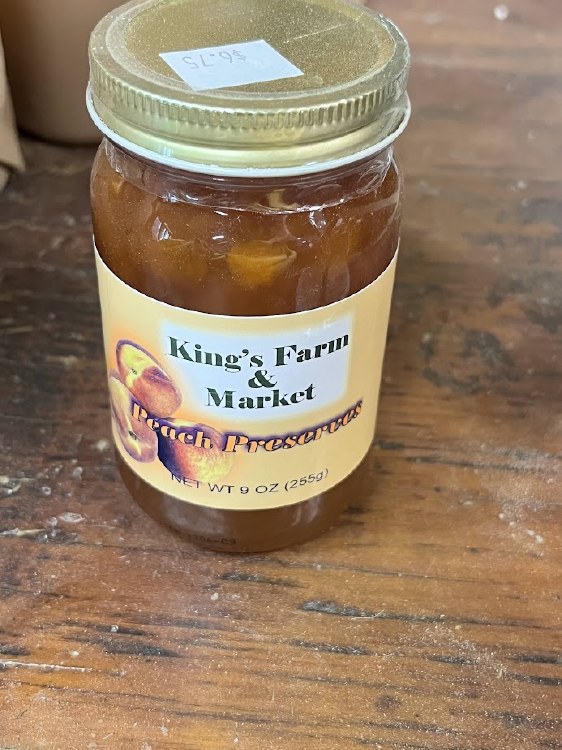 $6.75
King's Farm
&
Market
Peach Preserves
NET WT 9 OZ (255g)